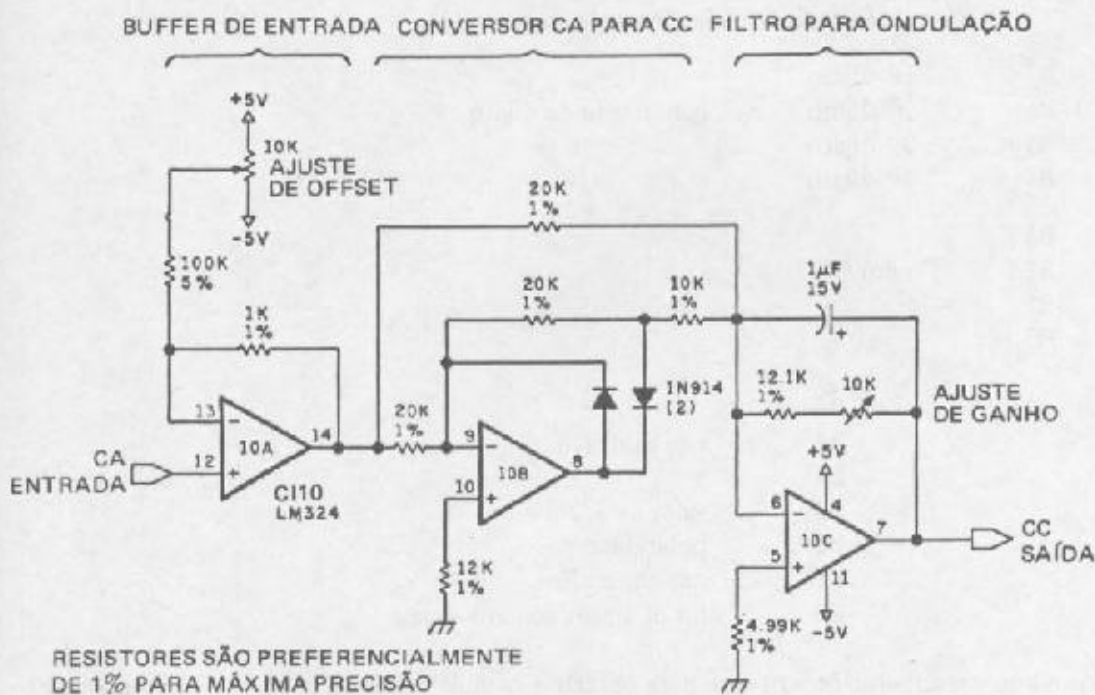 BUFFER DE ENTRADA CONVERSOR CA PARA CC FILTRO PARA ONDULAÇÃO
+5V
10K
AJUSTE
DE OFFSET
-5V
100K
5%
1K
1%
20K
1%
20K
1%
10K
1%
1µF
15V
+
1N914
(2)
12.1K
1%
10K
AJUSTE
DE GANHO
13
-
10A
14
12
+
CA
ENTRADA
CI10
LM324
20K
1%
9
-
10B
8
10
+
12K
1%
+5V
6
-
4
10C
7
5
+
11
-5V
CC
SAÍDA
4.99K
1%
RESISTORES SÃO PREFERENCIALMENTE
DE 1% PARA MÁXIMA PRECISÃO